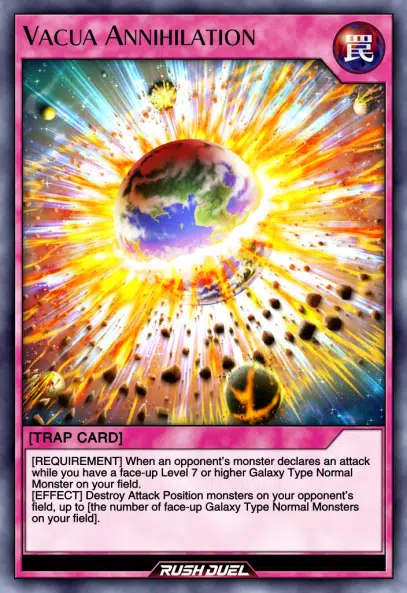 Vacua Annihilation
罠
[TRAP CARD]
[REQUIREMENT] When an opponent's monster declares an attack
while you have a face-up Level 7 or higher Galaxy Type Normal
Monster on your field.
[EFFECT] Destroy Attack Position monsters on your opponent's
field, up to [the number of face-up Galaxy Type Normal Monsters
on your field].
RUSH DUEL